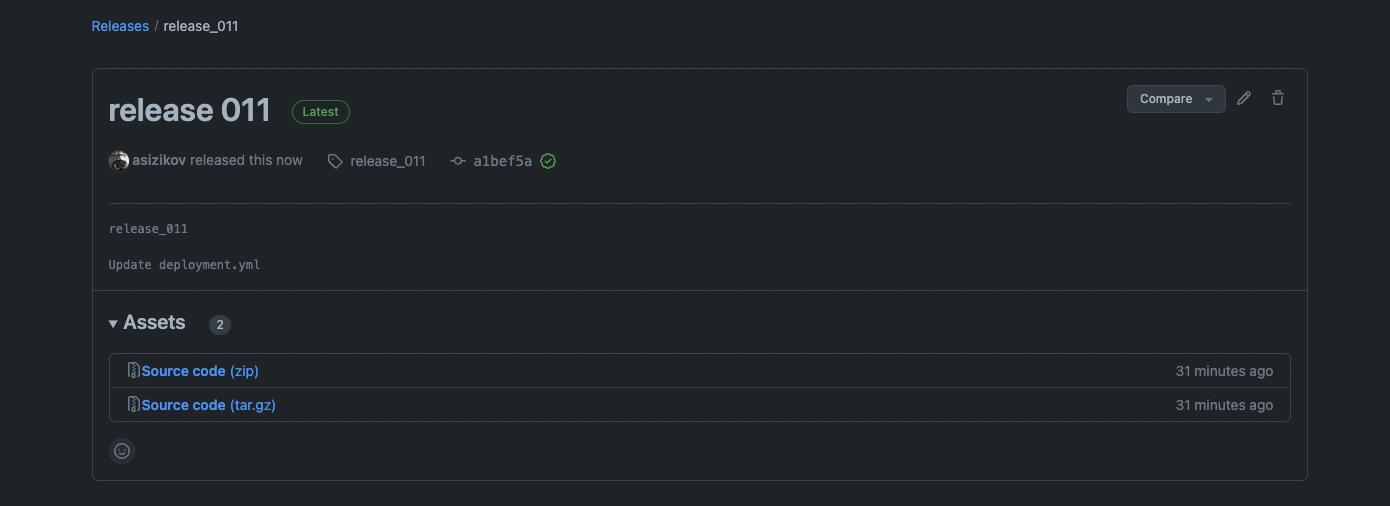 Releases / release_011
release 011 Latest Compare
asizikov released this now release_011 a1bef5a
release_011
Update deployment.yml
Assets 2
Source code (zip) 31 minutes ago
Source code (tar.gz) 31 minutes ago